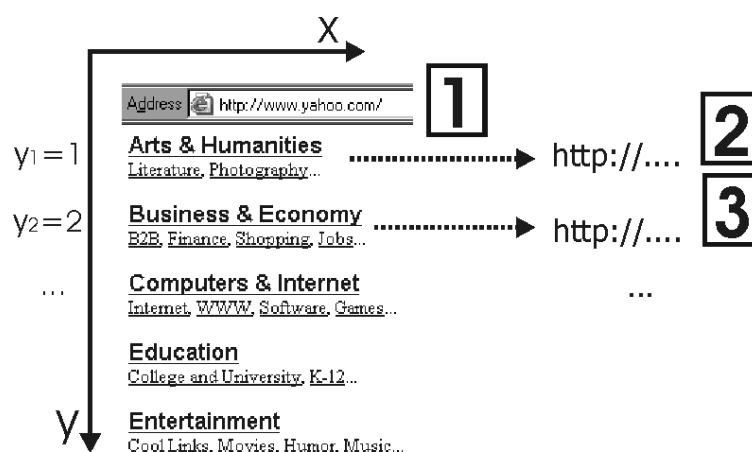 X
Address http://www.yahoo.com/ 1
y1=1 Arts & Humanities http://.... 2
Literature, Photography...
y2=2 Business & Economy http://.... 3
B2B, Finance, Shopping, Jobs...
... Computers & Internet ...
Internet, WWW, Software, Games...
Education
College and University, K-12...
y Entertainment
Cool Links, Movies, Humor, Music...